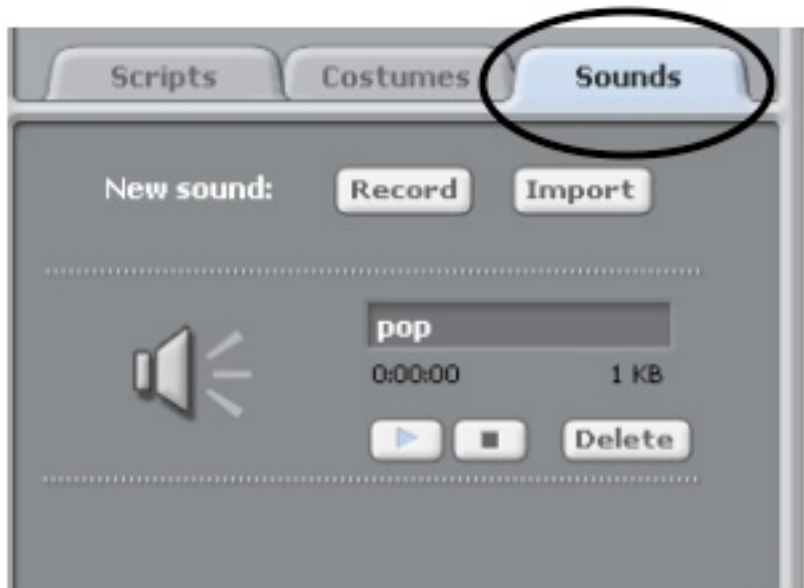 Scripts Costumes Sounds
New sound: Record Import
pop
0:00:00 1 KB
Delete